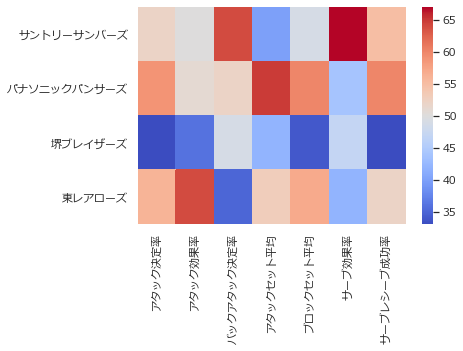 サントリーサンバーズ
パナソニックパンサーズ
堺ブレイザーズ
東レアローズ
アタック決定率
アタック効果率
バックアタック決定率
アタックセット平均
ブロックセット平均
サーブ効果率
サーブレシーブ成功率
65
60
55
50
45
40
35